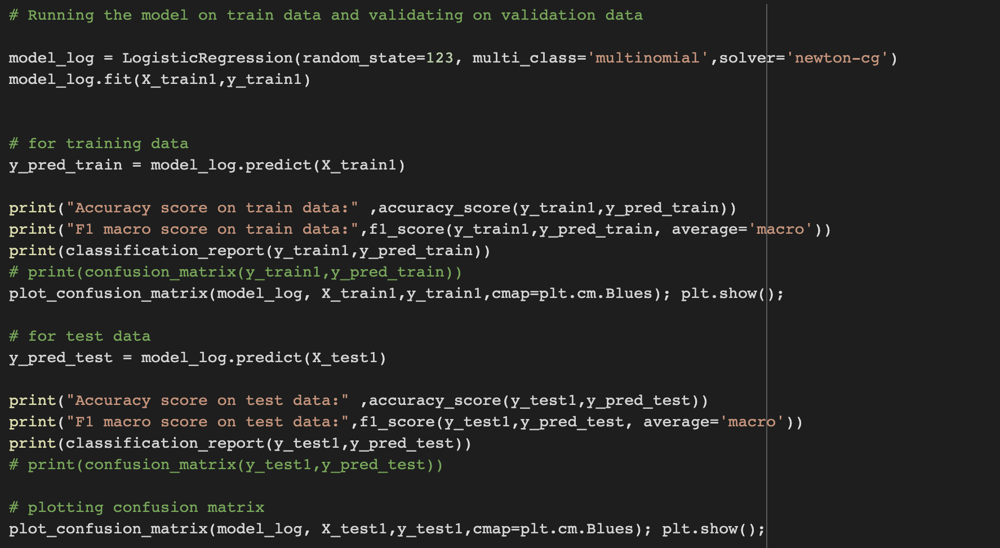 # Running the model on train data and validating on validation data
model_log = LogisticRegression(random_state=123, multi_class='multinomial',solver='newton-cg')
model_log.fit(X_train1,y_train1)
# for training data
y_pred_train = model_log.predict(X_train1)
print("Accuracy score on train data:" ,accuracy_score(y_train1,y_pred_train))
print("F1 macro score on train data:",f1_score(y_train1,y_pred_train, average='macro'))
print(classification_report(y_train1,y_pred_train))
# print(confusion_matrix(y_train1,y_pred_train))
plot_confusion_matrix(model_log, X_train1,y_train1,cmap=plt.cm.Blues); plt.show();
# for test data
y_pred_test = model_log.predict(X_test1)
print("Accuracy score on test data:" ,accuracy_score(y_test1,y_pred_test))
print("F1 macro score on test data:",f1_score(y_test1,y_pred_test, average='macro'))
print(classification_report(y_test1,y_pred_test))
# print(confusion_matrix(y_test1,y_pred_test))
# plotting confusion matrix
plot_confusion_matrix(model_log, X_test1,y_test1,cmap=plt.cm.Blues); plt.show();